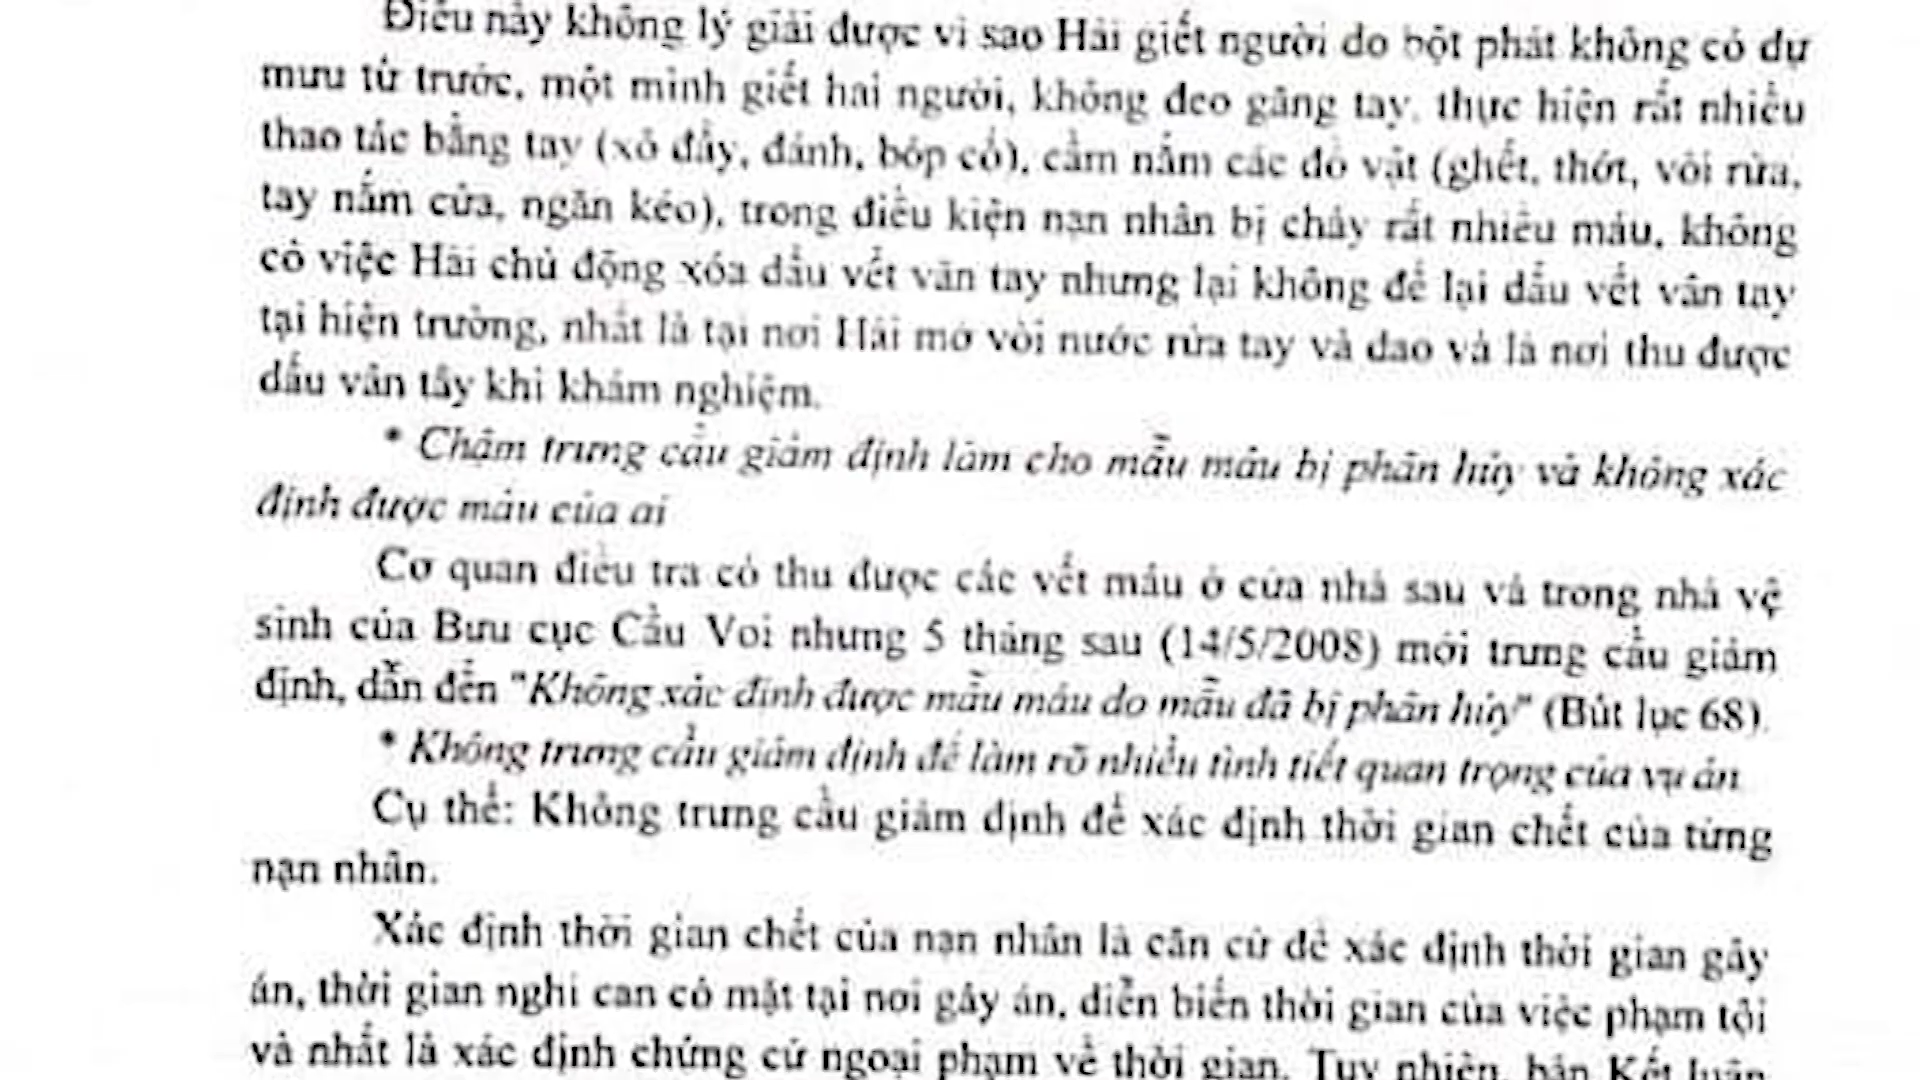 Điều này không lý giải được vì sao Hải giết người do bột phát không có dự
mưu từ trước, một mình giết hai người, không đeo găng tay, thực hiện rất nhiều
thao tác bằng tay (xô đẩy, đánh, bóp cổ), cầm nắm các đồ vật (ghết, thớt, vòi rửa,
tay nắm cửa, ngăn kéo), trong điều kiện nạn nhân bị chảy rất nhiều máu, không
có việc Hải chủ động xóa dấu vết vân tay nhưng lại không để lại dấu vết vân tay
tại hiện trường, nhất là tại nơi Hải mở vòi nước rửa tay và dao và là nơi thu được
dấu vân tây khi khám nghiệm.
* Chậm trưng cầu giám định làm cho mẫu máu bị phân hủy và không xác
định được máu của ai
Cơ quan điều tra có thu được các vết máu ở cửa nhà sau và trong nhà vệ
sinh của Bưu cục Cầu Voi nhưng 5 tháng sau (14/5/2008) mới trưng cầu giám
định, dẫn đến "Không xác định được mẫu máu do mẫu đã bị phân hủy" (Bút lục 68).
* Không trưng cầu giám định để làm rõ nhiều tình tiết quan trọng của vụ án
Cụ thể: Không trưng cầu giám định để xác định thời gian chết của từng
nạn nhân.
Xác định thời gian chết của nạn nhân là căn cứ để xác định thời gian gây
án, thời gian nghi can có mặt tại nơi gây án, diễn biến thời gian của việc phạm tội
và nhất là xác định chứng cứ ngoại phạm về thời gian. Tuy nhiên, bản Kết luận